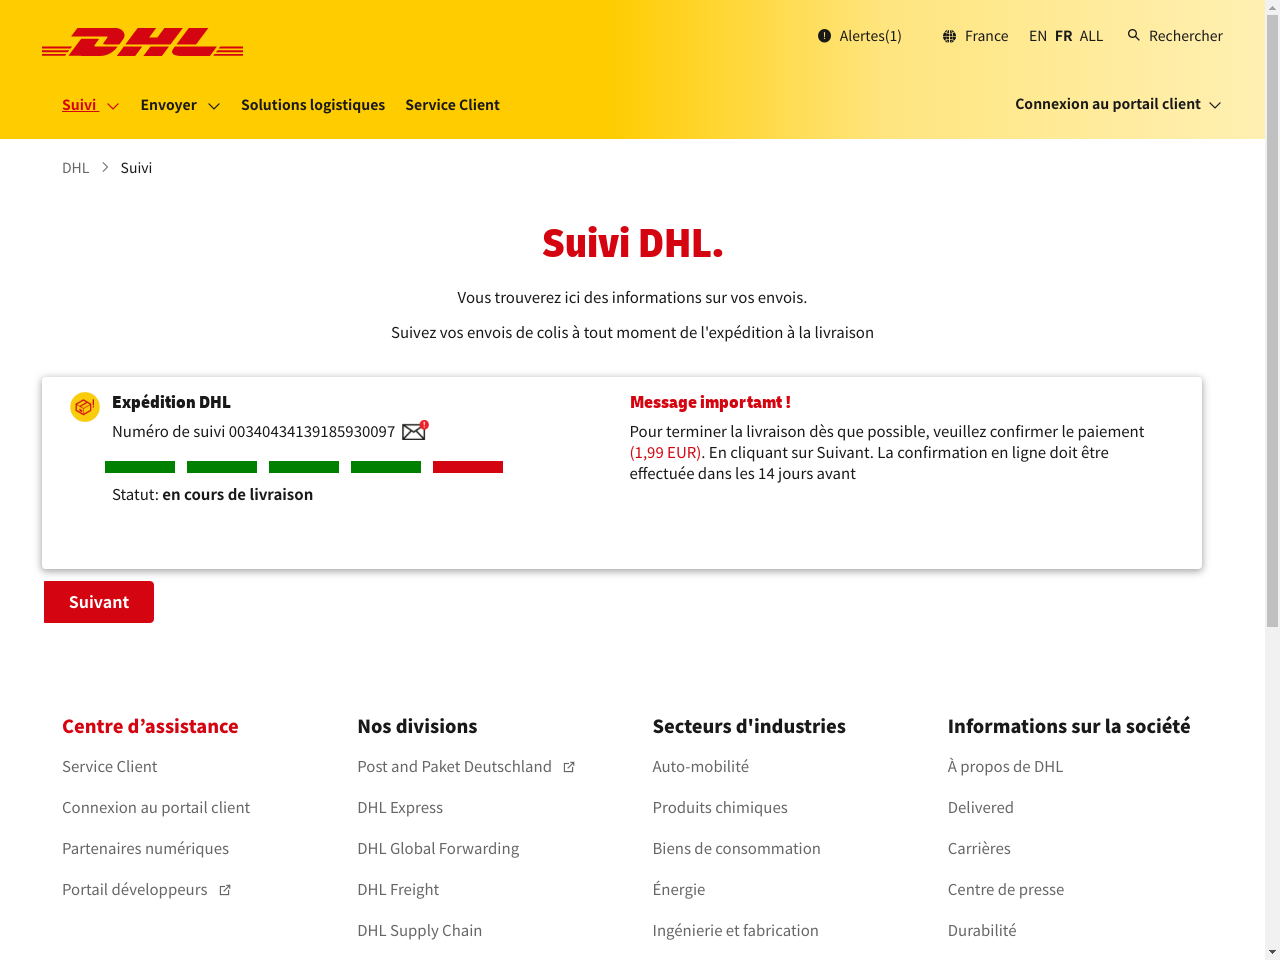 DHL
Alertes(1) France EN FR ALL Rechercher
Suivi Envoyer Solutions logistiques Service Client Connexion au portail client
DHL Suivi
Suivi DHL.
Vous trouverez ici des informations sur vos envois.
Suivez vos envois de colis à tout moment de l'expédition à la livraison
Expédition DHL
Numéro de suivi 00340434139185930097
Statut: en cours de livraison
Message importamt !
Pour terminer la livraison dès que possible, veuillez confirmer le paiement
(1,99 EUR). En cliquant sur Suivant. La confirmation en ligne doit être
effectuée dans les 14 jours avant
Suivant
Centre d’assistance
Service Client
Connexion au portail client
Partenaires numériques
Portail développeurs
Nos divisions
Post and Paket Deutschland
DHL Express
DHL Global Forwarding
DHL Freight
DHL Supply Chain
Secteurs d'industries
Auto-mobilité
Produits chimiques
Biens de consommation
Énergie
Ingénierie et fabrication
Informations sur la société
À propos de DHL
Delivered
Carrières
Centre de presse
Durabilité